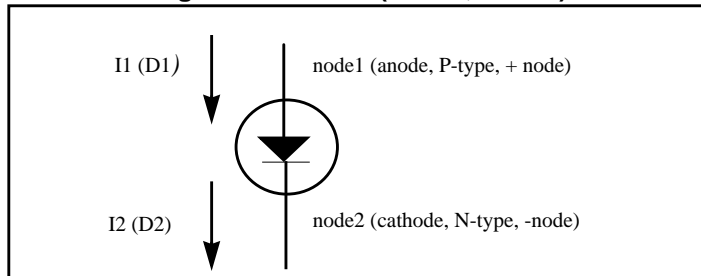 I1 (D1)
node1 (anode, P-type, + node)
I2 (D2)
node2 (cathode, N-type, -node)